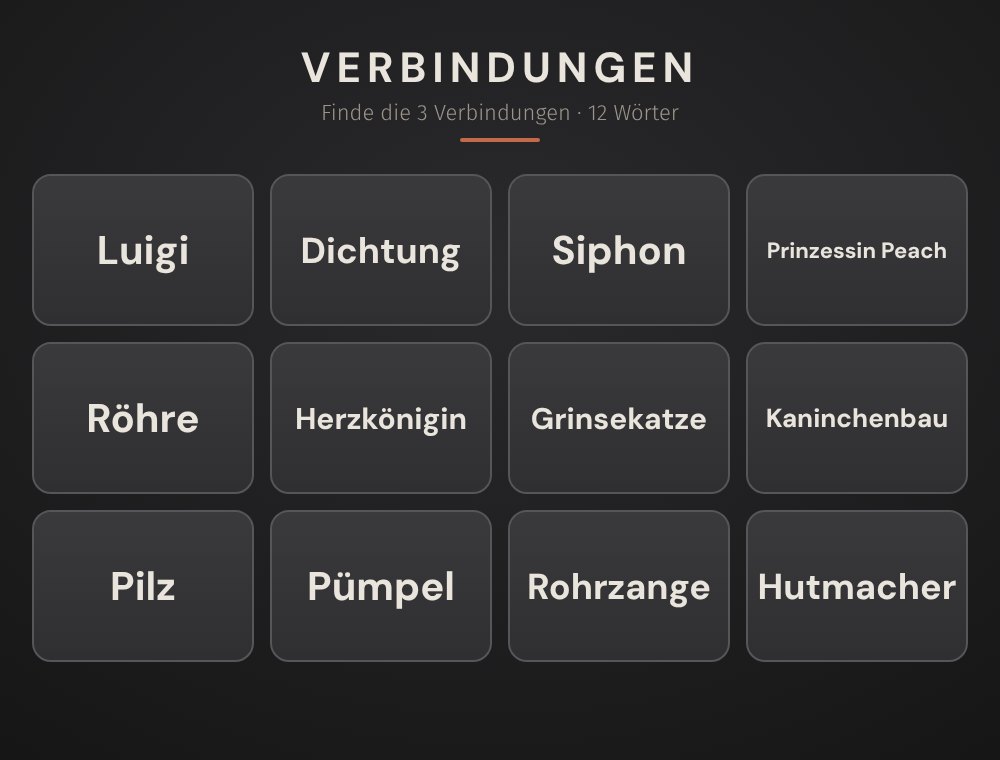 VERBINDUNGEN
Finde die 3 Verbindungen · 12 Wörter
Luigi
Dichtung
Siphon
Prinzessin Peach
Röhre
Herzkönigin
Grinsekatze
Kaninchenbau
Pilz
Pümpel
Rohrzange
Hutmacher